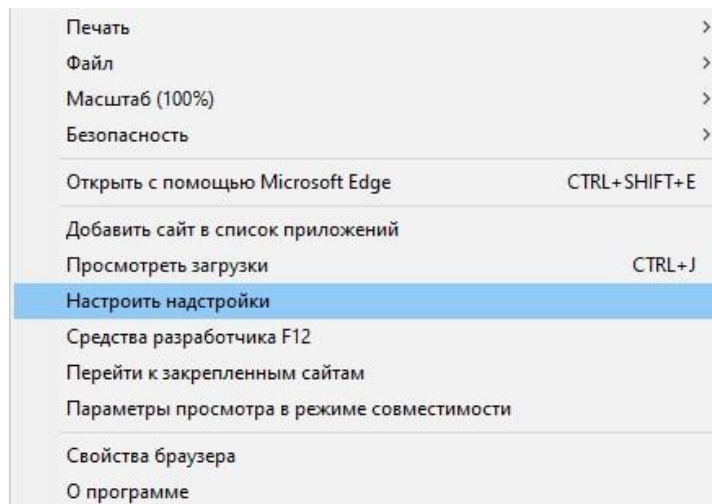 Печать
Файл
Масштаб (100%)
Безопасность
Открыть с помощью Microsoft Edge CTRL+SHIFT+E
Добавить сайт в список приложений
Просмотреть загрузки CTRL+J
Настроить надстройки
Средства разработчика F12
Перейти к закрепленным сайтам
Параметры просмотра в режиме совместимости
Свойства браузера
О программе